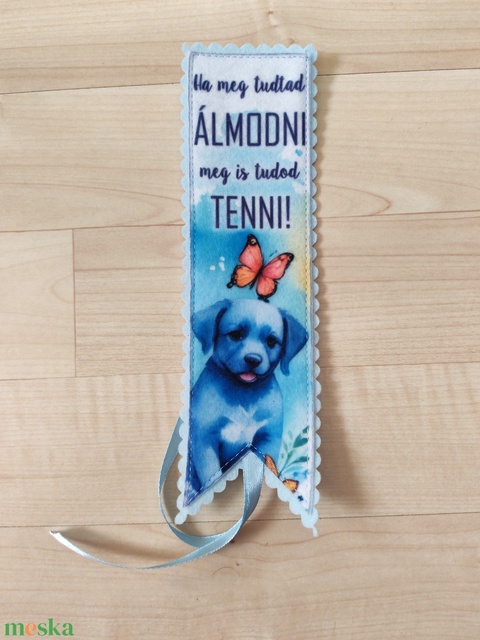 Ha meg tudtad
ÁLMODNI
meg is tudod
TENNI!
meska